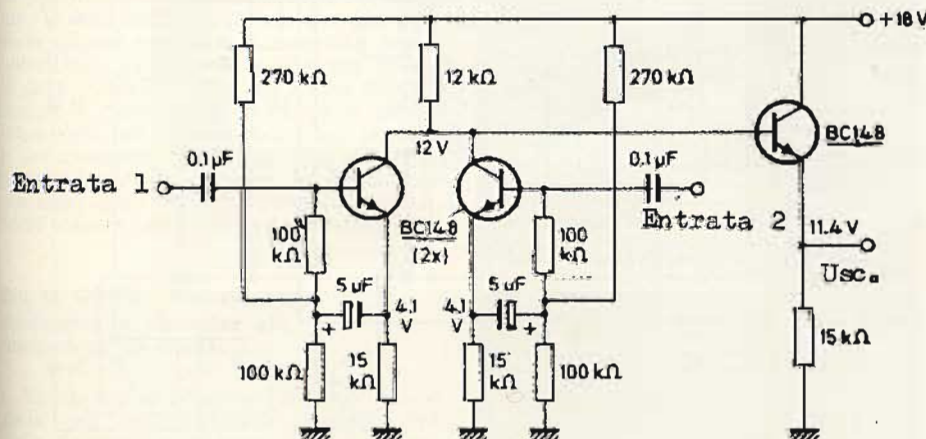 +18 V
270 kΩ
12 kΩ
270 kΩ
BC148
12 V
0.1 µF
0.1 µF
Entrata 1
Entrata 2
BC148
(2x)
100
kΩ
100
kΩ
11.4 V
Usc.
5 uF
5 uF
+
4.1
V
4.1
V
+
100 kΩ
15
kΩ
15
kΩ
100 kΩ
15 kΩ